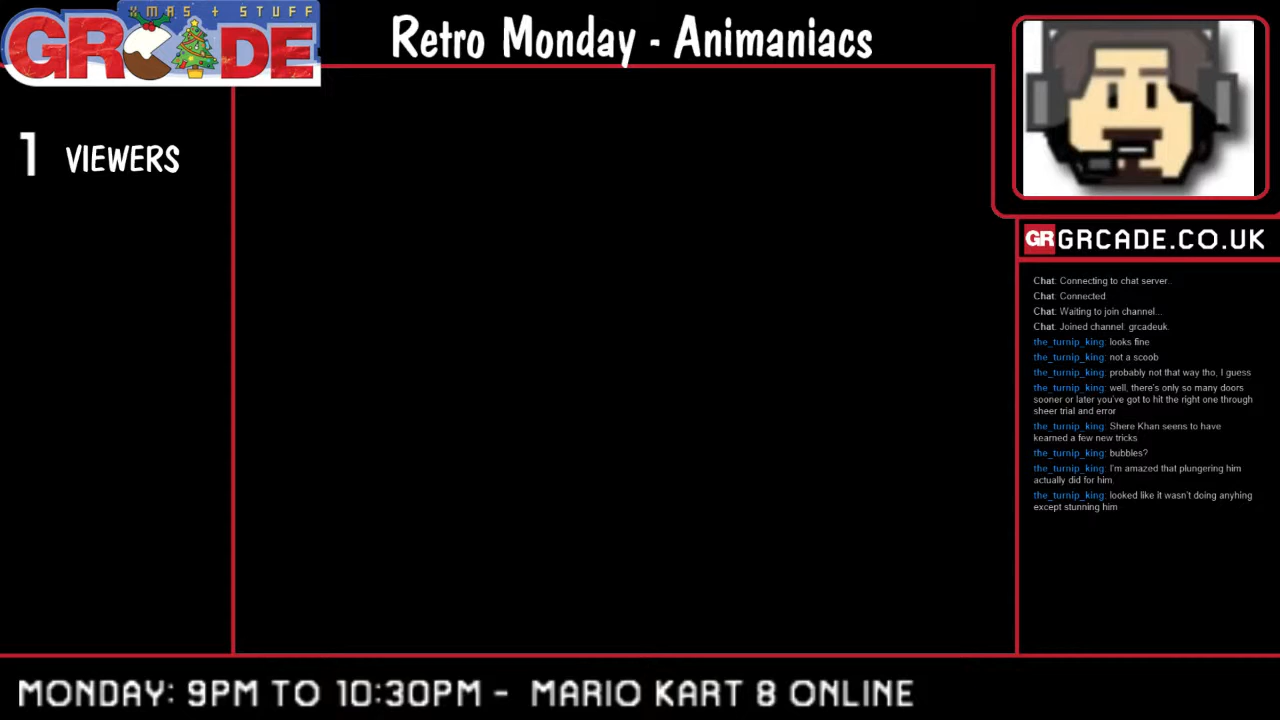 XMAS + STUFF
GRCADE
Retro Monday - Animaniacs
1 VIEWERS
GR GRCADE.CO.UK
Chat: Connecting to chat server..
Chat: Connected
Chat: Waiting to join channel...
Chat: Joined channel: grcadeuk.
the_turnip_king: looks fine
the_turnip_king: not a scoob
the_turnip_king: probably not that way tho, I guess
the_turnip_king: well, there's only so many doors
sooner or later you've got to hit the right one through
sheer trial and error
the_turnip_king: Shere Khan seens to have
kearned a few new tricks
the_turnip_king: bubbles?
the_turnip_king: I'm amazed that plungering him
actually did for him
the_turnip_king: looked like it wasn't doing anyhing
except stunning him
MONDAY: 9PM TO 10:30PM - MARIO KART 8 ONLINE